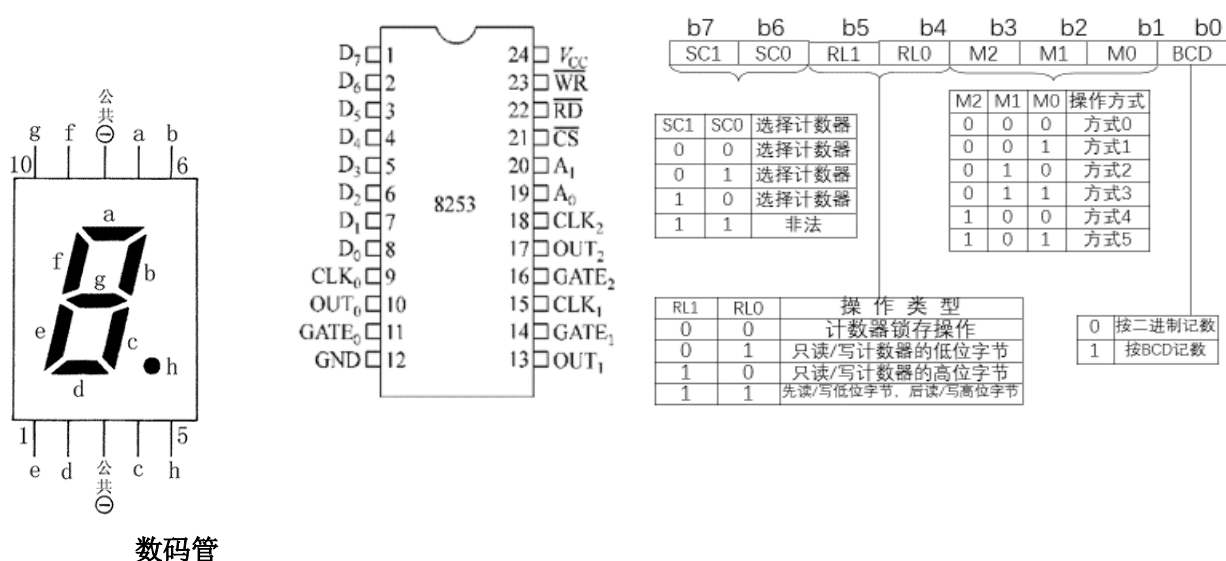 公共⊖
g f a b
10 6
a
f b
g
e c
d h
1 5
e d c h
公共⊖
数码管
D7 1 24 VCC
D6 2 23 WR
D5 3 22 RD
D4 4 21 CS
D3 5 20 A1
D2 6 19 A0
8253
D1 7 18 CLK2
D0 8 17 OUT2
CLK0 9 16 GATE2
OUT0 10 15 CLK1
GATE0 11 14 GATE1
GND 12 13 OUT1
b7 b6 b5 b4 b3 b2 b1 b0
SC1 SC0 RL1 RL0 M2 M1 M0 BCD
SC1 SC0 选择计数器
0 0 选择计数器
0 1 选择计数器
1 0 选择计数器
1 1 非法
M2 M1 M0 操作方式
0 0 0 方式0
0 0 1 方式1
0 1 0 方式2
0 1 1 方式3
1 0 0 方式4
1 0 1 方式5
RL1 RL0 操作类型
0 0 计数器锁存操作
0 1 只读/写计数器的低位字节
1 0 只读/写计数器的高位字节
1 1 先读/写低位字节、后读/写高位字节
0 按二进制记数
1 按BCD记数